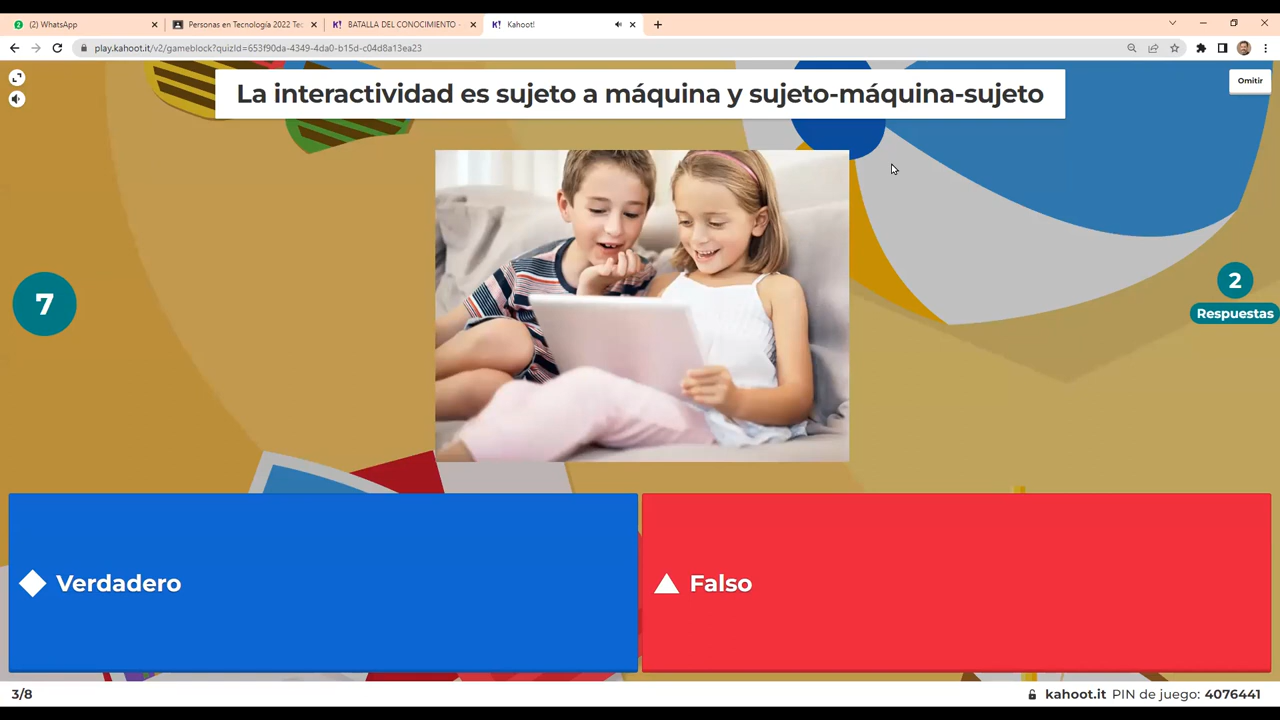 (2) WhatsApp
Personas en Tecnología 2022 Tec
BATALLA DEL CONOCIMIENTO -
Kahoot!
play.kahoot.it/v2/gameblock?quizId=653f90da-4349-4da0-b15d-c04d8a13ea23
La interactividad es sujeto a máquina y sujeto-máquina-sujeto
Omitir
7
2
Respuestas
Verdadero
Falso
3/8
kahoot.it PIN de juego: 4076441